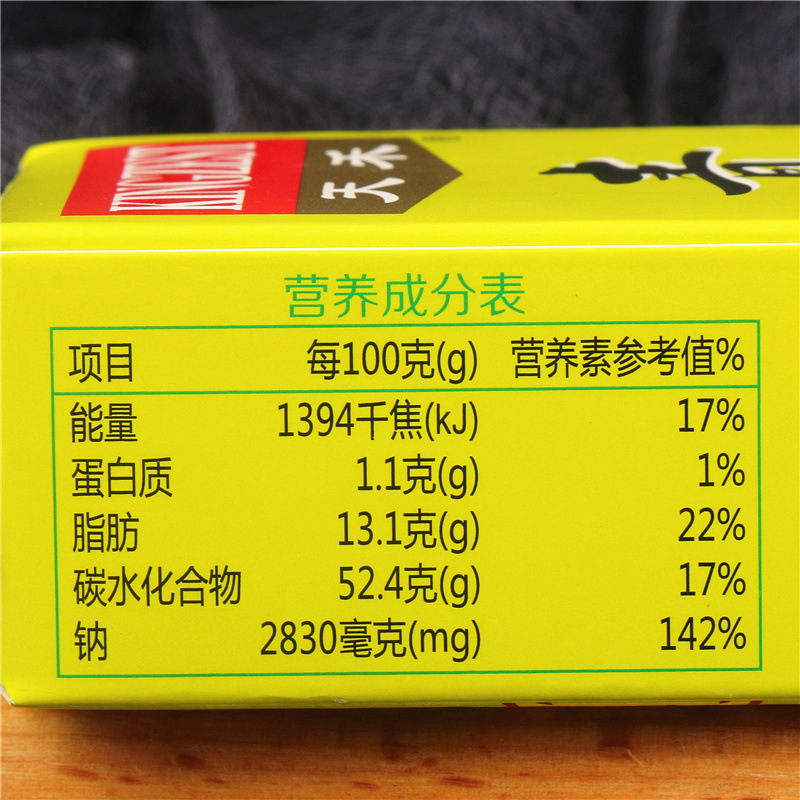 KINGZEST 天禾
营养成分表
项目 每100克(g) 营养素参考值%
能量 1394千焦(kJ) 17%
蛋白质 1.1克(g) 1%
脂肪 13.1克(g) 22%
碳水化合物 52.4克(g) 17%
钠 2830毫克(mg) 142%